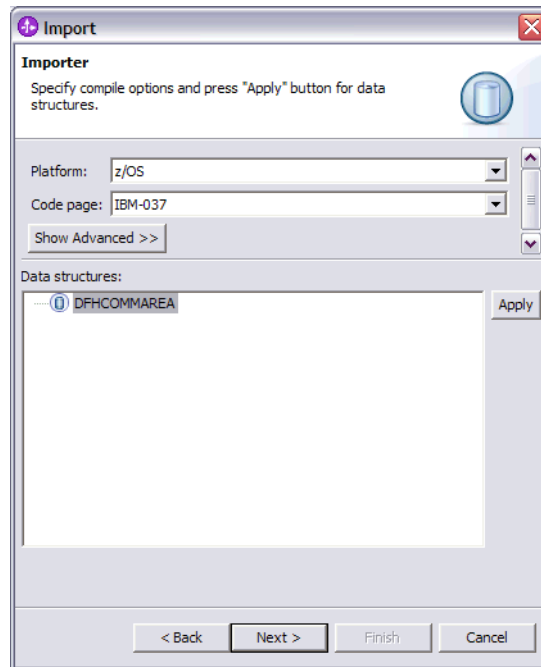 Import
Importer
Specify compile options and press "Apply" button for data
structures.
Platform: z/OS
Code page: IBM-037
Show Advanced >>
Data structures:
DFHCOMMAREA
Apply
< Back Next > Finish Cancel